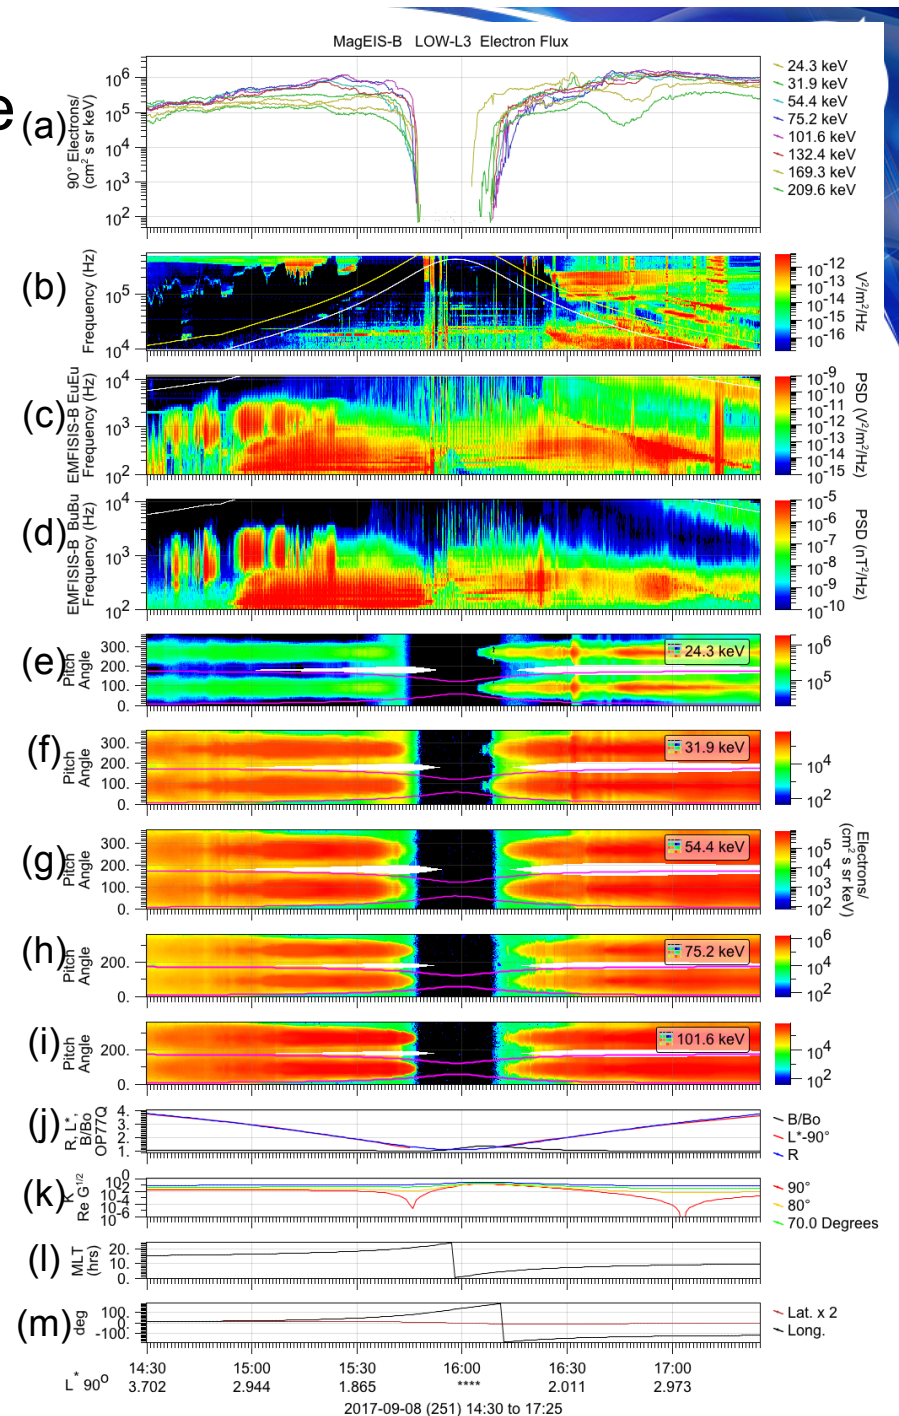 MagEIS-B LOW-L3 Electron Flux
e
(a)
90° Electrons/
(cm² s sr keV)
10⁶
10⁵
10⁴
10³
10²
24.3 keV
31.9 keV
54.4 keV
75.2 keV
101.6 keV
132.4 keV
169.3 keV
209.6 keV
(b)
Frequency (Hz)
10⁵
10⁴
10⁻¹²
10⁻¹³
10⁻¹⁴
10⁻¹⁵
10⁻¹⁶
V²/m²/Hz
(c)
EMFISIS-B EuEu
Frequency (Hz)
10⁴
10³
10²
10⁻⁹
10⁻¹⁰
10⁻¹¹
10⁻¹²
10⁻¹³
10⁻¹⁴
10⁻¹⁵
PSD (V²/m²/Hz)
(d)
EMFISIS-B BuBu
Frequency (Hz)
10⁴
10³
10²
10⁻⁵
10⁻⁶
10⁻⁷
10⁻⁸
10⁻⁹
10⁻¹⁰
PSD (nT²/Hz)
(e)
Pitch
Angle
300.
200.
100.
0.
24.3 keV
10⁶
10⁵
(f)
Pitch
Angle
300.
200.
100.
0.
31.9 keV
10⁴
10²
(g)
Pitch
Angle
300.
200.
100.
0.
54.4 keV
10⁵
10⁴
10³
10²
Electrons/
(cm² s sr keV)
(h)
Pitch
Angle
200.
0.
75.2 keV
10⁶
10⁴
10²
(i)
Pitch
Angle
200.
0.
101.6 keV
10⁴
10²
(j)
R, L*,
B/Bo
OP77Q
4.
3.
2.
1.
B/Bo
L*-90°
R
(k)
K
Re G¹/²
10⁰
10⁻²
10⁻⁴
10⁻⁶
90°
80°
70.0 Degrees
(l)
MLT
(hrs)
20.
10.
0.
(m)
deg
100.
0.
-100.
Lat. x 2
Long.
14:30 15:00 15:30 16:00 16:30 17:00
L* 90° 3.702 2.944 1.865 **** 2.011 2.973
2017-09-08 (251) 14:30 to 17:25